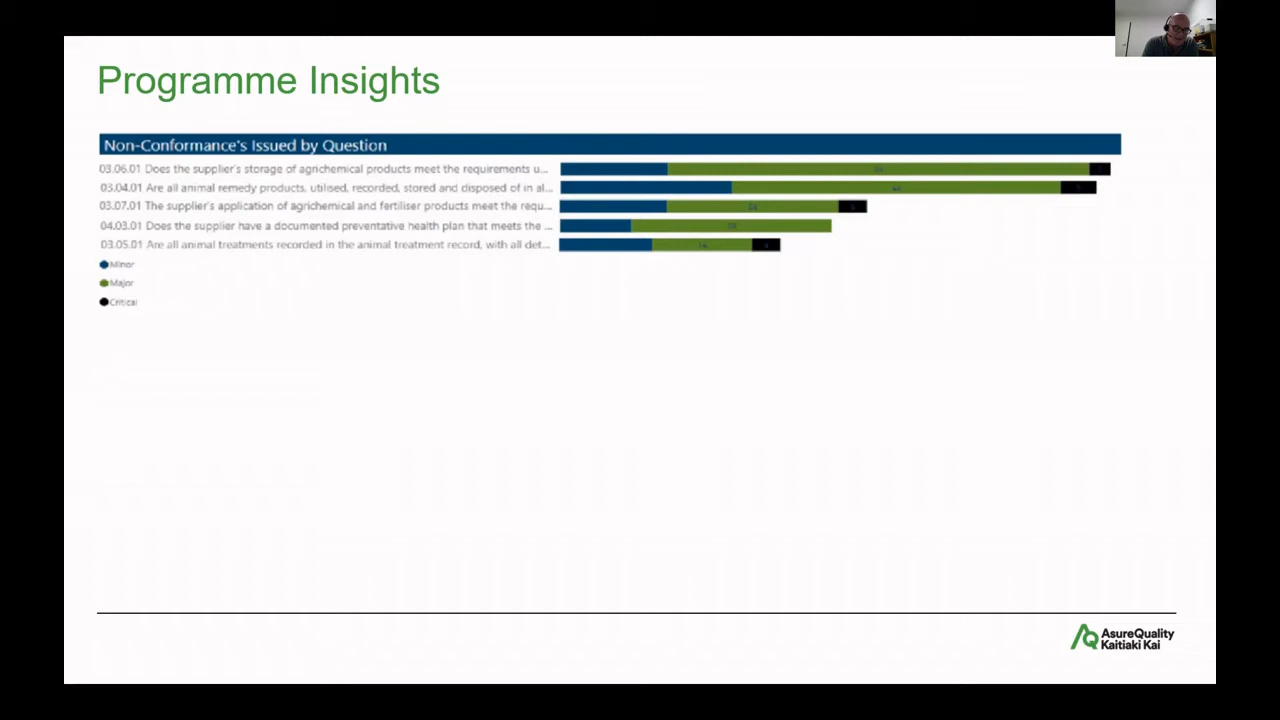 Programme Insights
Non-Conformance's Issued by Question
03.06.01 Does the supplier's storage of agrichemical products meet the requirements u...
03.04.01 Are all animal remedy products, utilised, recorded, stored and disposed of in al...
03.07.01 The supplier's application of agrichemical and fertiliser products meet the requ...
04.03.01 Does the supplier have a documented preventative health plan that meets the ...
03.05.01 Are all animal treatments recorded in the animal treatment record, with all det...
Minor
Major
Critical
AsureQuality
Kaitiaki Kai